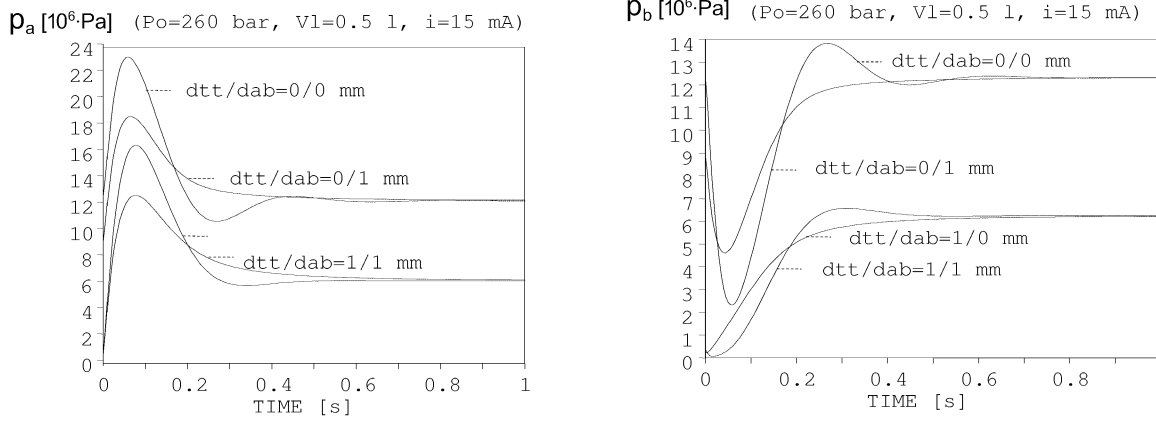 pa [10⁶·Pa] (Po=260 bar, Vl=0.5 l, i=15 mA)
24
22
20
18
16
14
12
10
8
6
4
2
0
dtt/dab=0/0 mm
dtt/dab=0/1 mm
dtt/dab=1/1 mm
0 0.2 0.4 0.6 0.8 1
TIME [s]
pb [10⁶·Pa] (Po=260 bar, Vl=0.5 l, i=15 mA)
14
13
12
11
10
9
8
7
6
5
4
3
2
1
0
dtt/dab=0/0 mm
dtt/dab=0/1 mm
dtt/dab=1/0 mm
dtt/dab=1/1 mm
0 0.2 0.4 0.6 0.8
TIME [s]